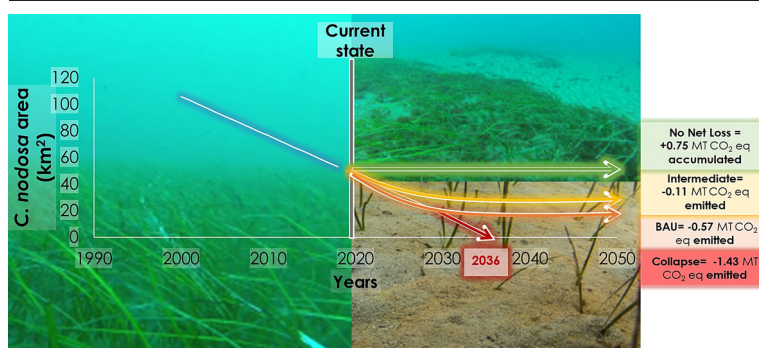 Current
state
C. nodosa area
(km²)
120
100
80
60
40
20
0
1990
2000
2010
2020
2030
2036
2040
2050
Years
No Net Loss =
+0.75 MT CO₂ eq
accumulated
Intermediate=
-0.11 MT CO₂ eq
emitted
BAU= -0.57 MT CO₂
eq emitted
Collapse= -1.43 MT
CO₂ eq emitted